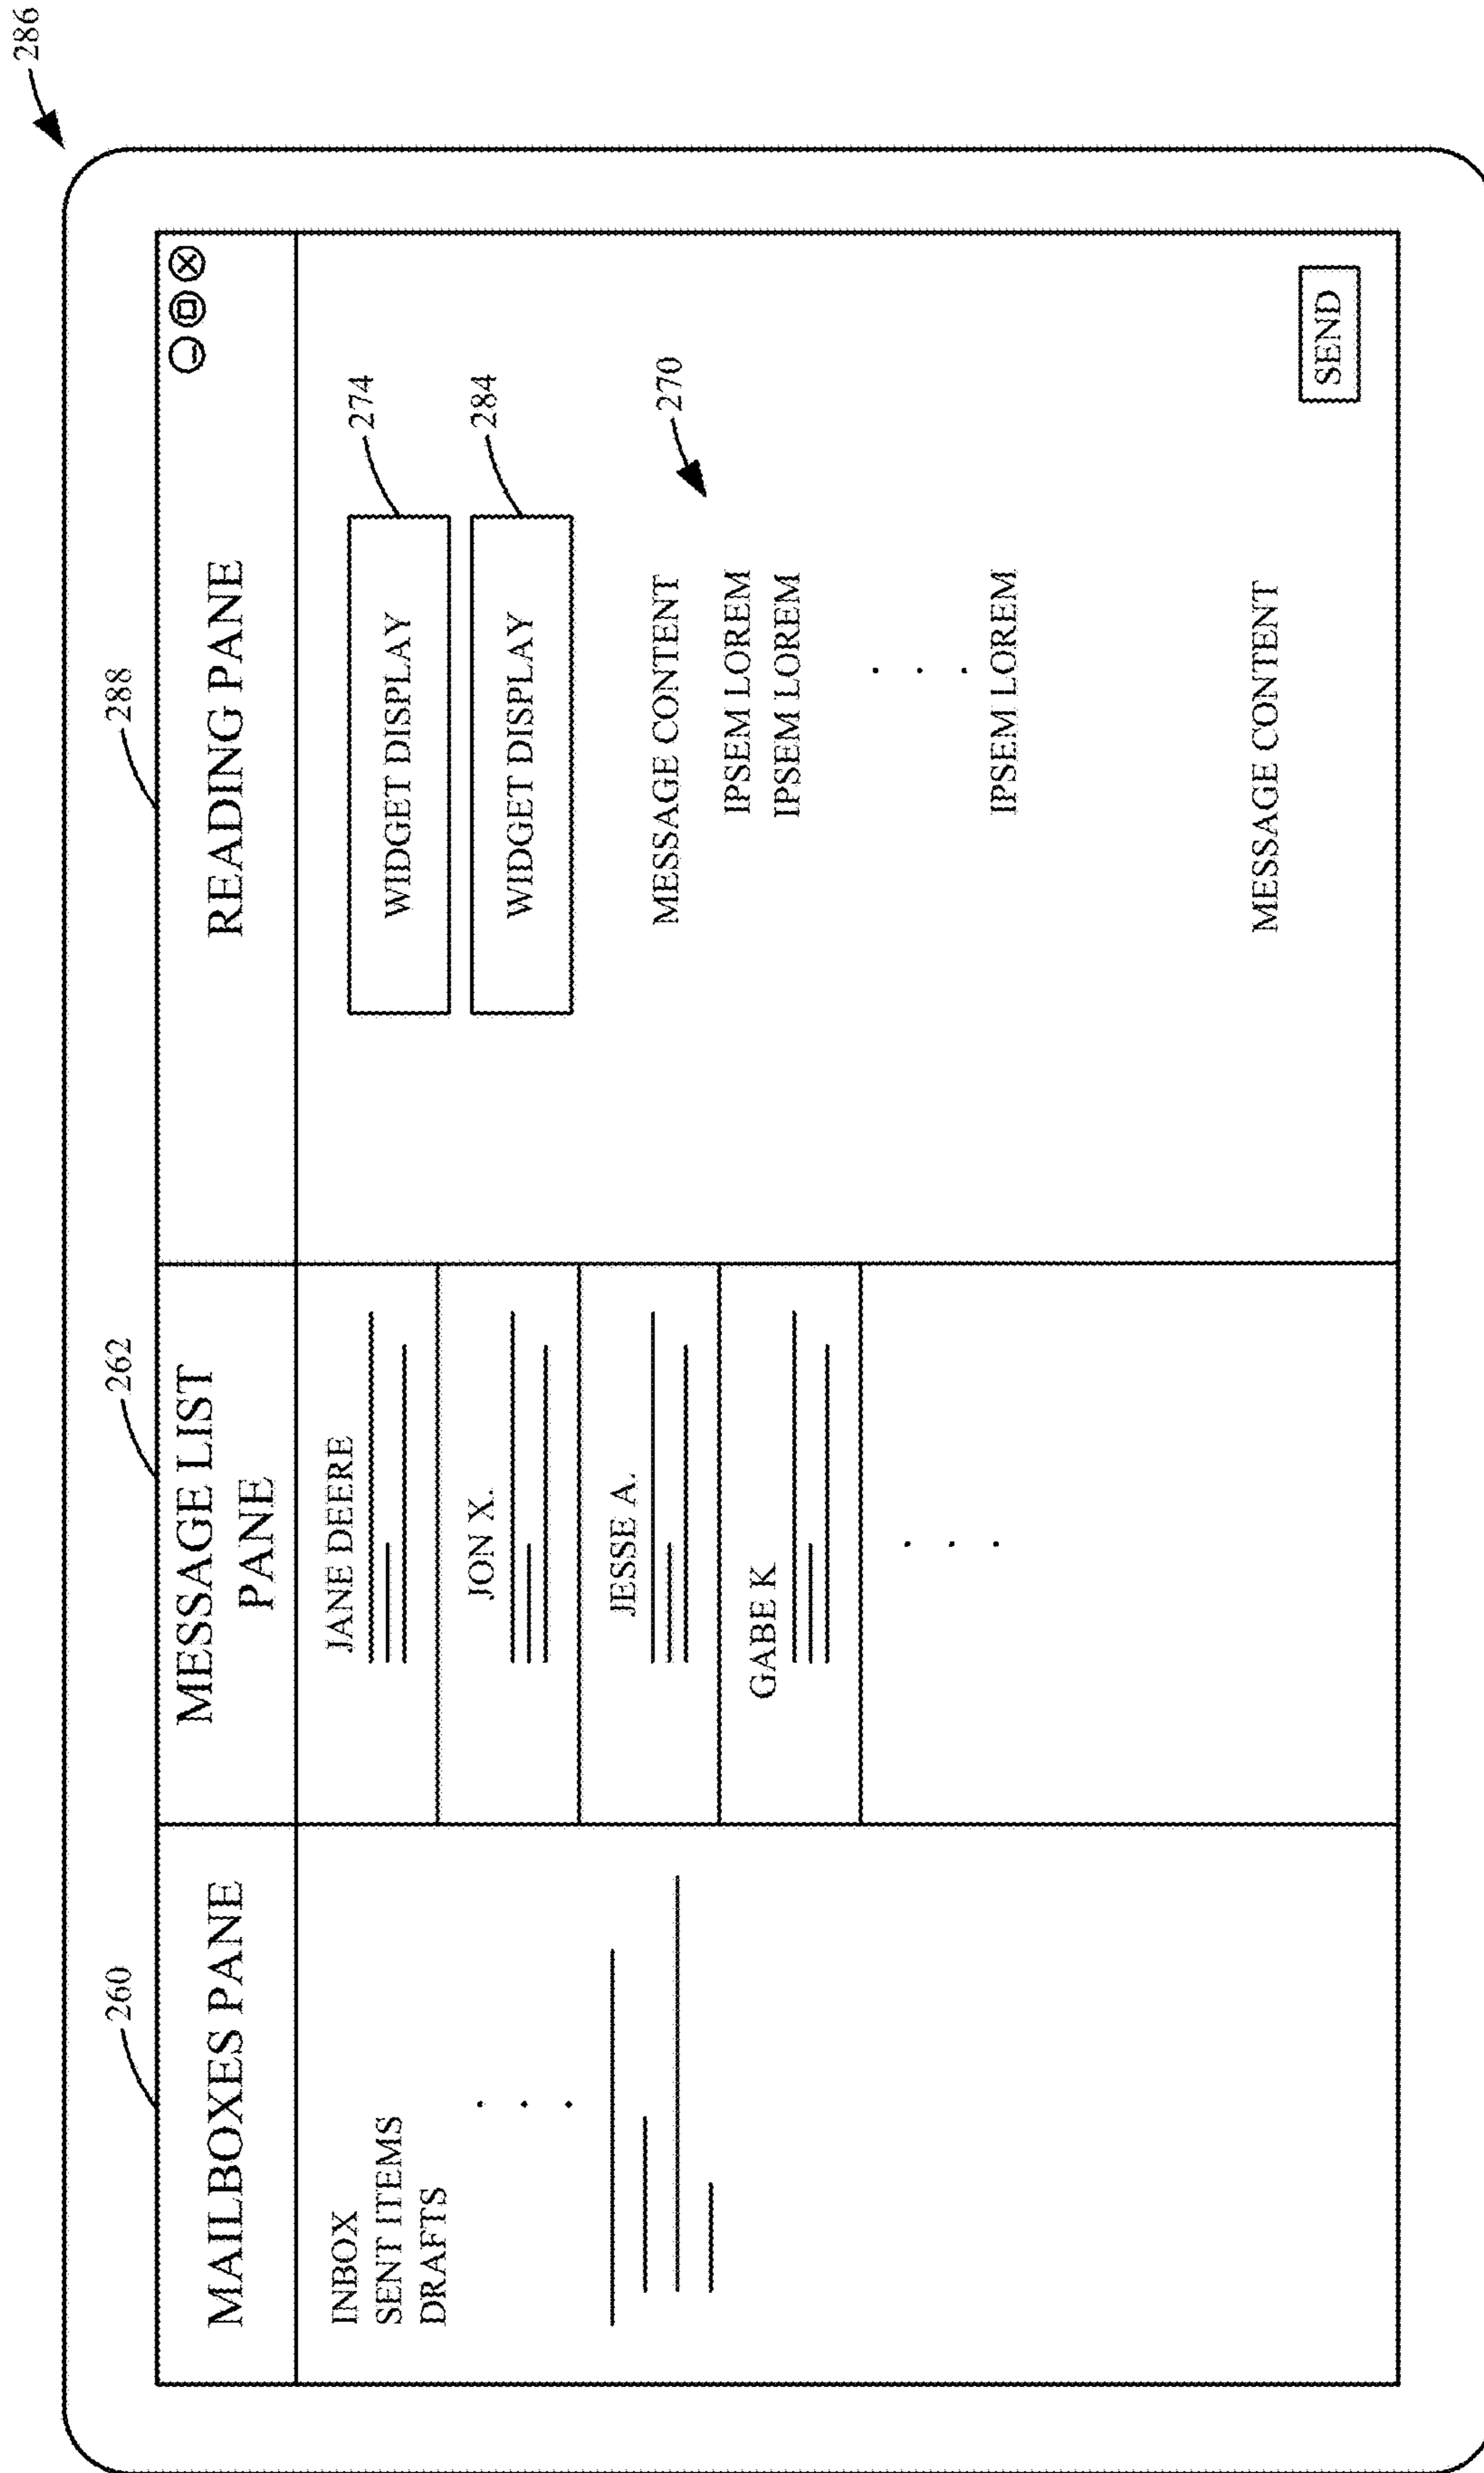 286
260
262
288
MAILBOXES PANE
MESSAGE LIST
PANE
READING PANE
INBOX
SENT ITEMS
DRAFTS
JANE DEERE
JON X.
JESSE A.
GABE K
274
WIDGET DISPLAY
284
WIDGET DISPLAY
270
MESSAGE CONTENT
IPSEM LOREM
IPSEM LOREM
IPSEM LOREM
MESSAGE CONTENT
SEND